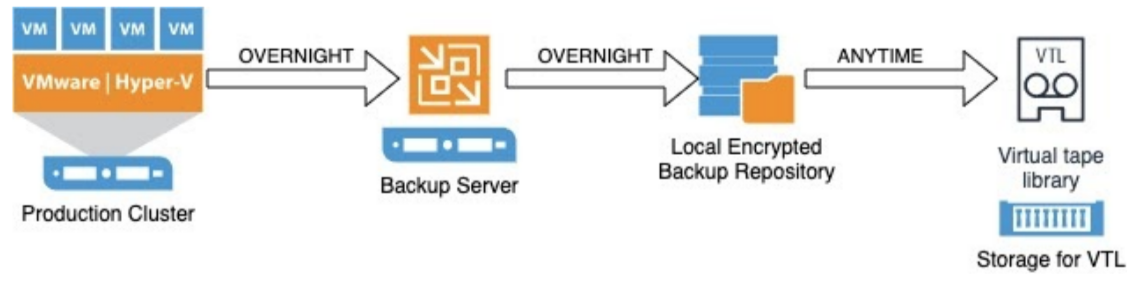 VM VM VM VM
VMware | Hyper-V
Production Cluster
OVERNIGHT
Backup Server
OVERNIGHT
Local Encrypted
Backup Repository
ANYTIME
VTL
Virtual tape
library
Storage for VTL